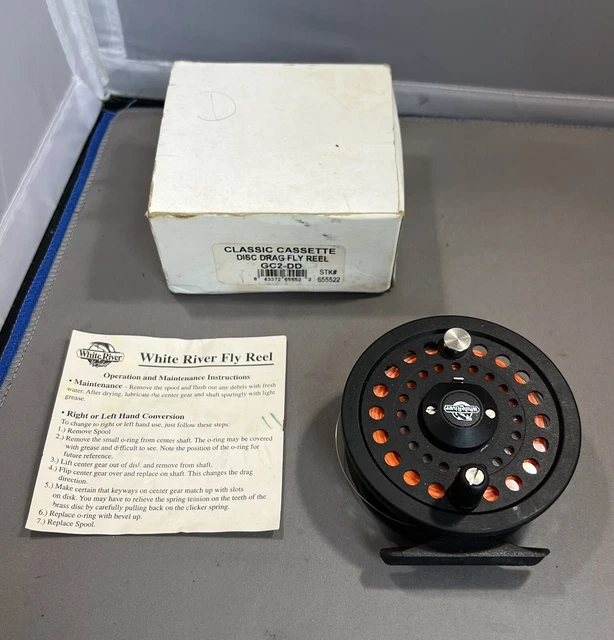 D
CLASSIC CASSETTE
DISC DRAG FLY REEL
GC2-DD
STK#
655522
White River
White River Fly Reel
Operation and Maintenance Instructions
• Maintenance - Remove the spool and flush out any debris with fresh
water. After drying, lubricate the center gear and shaft sparingly with light
grease.
• Right or Left Hand Conversion
To change to right or left hand use, just follow these steps:
1.) Remove Spool
2.) Remove the small o-ring from center shaft. The o-ring may be covered
with grease and difficult to see. Note the position of the o-ring for
future reference.
3.) Lift center gear out of disk and remove from shaft.
4.) Flip center gear over and replace on shaft. This changes the drag
direction.
5.) Make certain that keyways on center gear match up with slots
on disk. You may have to relieve the spring tension on the teeth of the
brass disc by carefully pulling back on the clicker spring.
6.) Replace o-ring with bevel up.
7.) Replace Spool.
White River